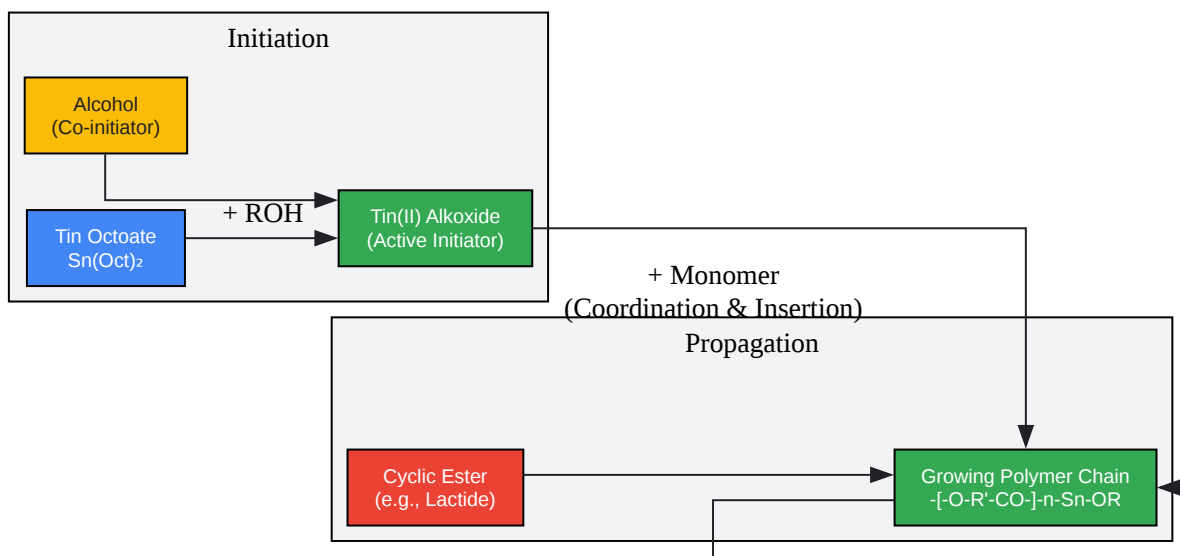 Initiation
Alcohol
(Co-initiator)
+ ROH
Tin Octoate
Sn(Oct)₂
Tin(II) Alkoxide
(Active Initiator)
+ Monomer
(Coordination & Insertion)
Propagation
Cyclic Ester
(e.g., Lactide)
Growing Polymer Chain
-[-O-R'-CO-]-n-Sn-OR